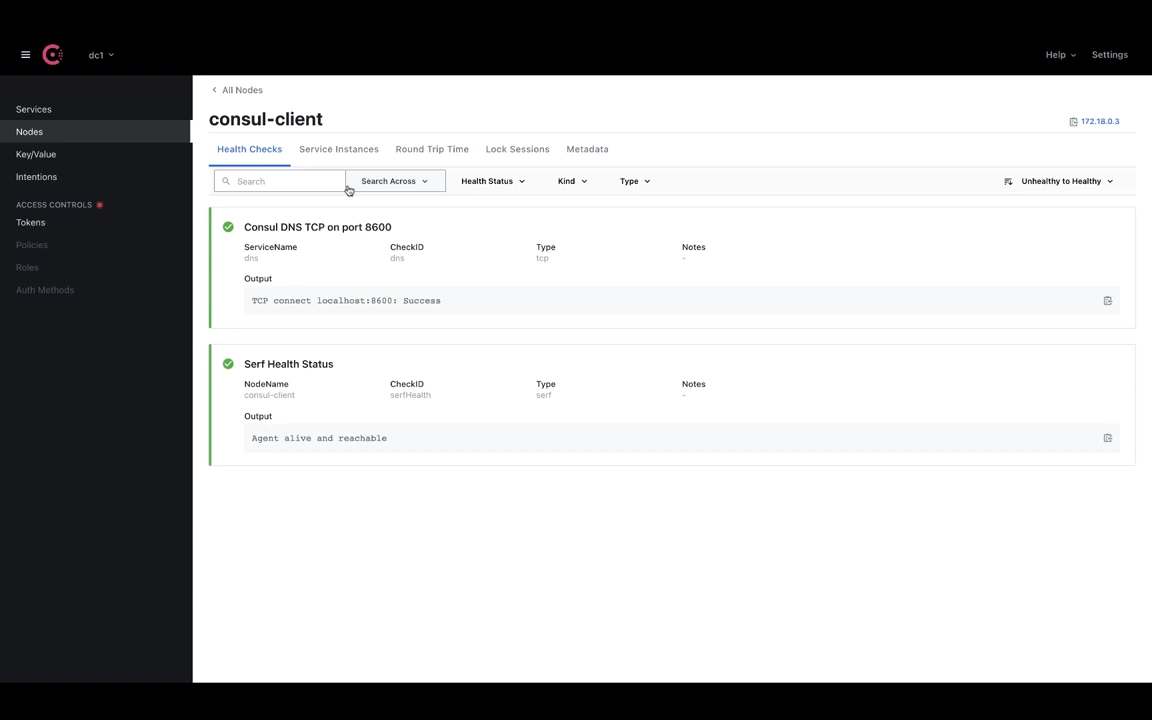 dc1
Help
Settings
Services
Nodes
Key/Value
Intentions
ACCESS CONTROLS
Tokens
Policies
Roles
Auth Methods
All Nodes
consul-client
172.18.0.3
Health Checks
Service Instances
Round Trip Time
Lock Sessions
Metadata
Search
Search Across
Health Status
Kind
Type
Unhealthy to Healthy
Consul DNS TCP on port 8600
ServiceName
CheckID
Type
Notes
dns
dns
tcp
-
Output
TCP connect localhost:8600: Success
Serf Health Status
NodeName
CheckID
Type
Notes
consul-client
serfHealth
serf
-
Output
Agent alive and reachable